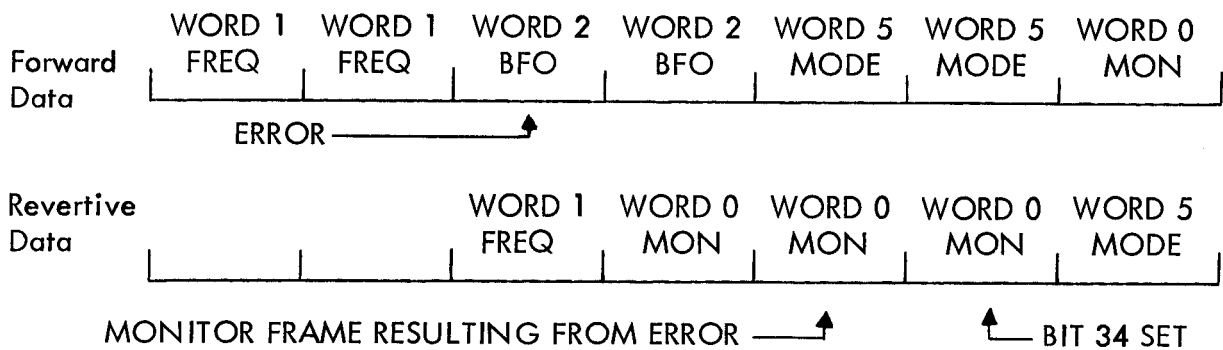 WORD 1 WORD 1 WORD 2 WORD 2 WORD 5 WORD 5 WORD 0
Forward FREQ FREQ BFO BFO MODE MODE MON
Data
ERROR
Revertive WORD 1 WORD 0 WORD 0 WORD 0 WORD 5
Data FREQ MON MON MON MODE
MONITOR FRAME RESULTING FROM ERROR BIT 34 SET